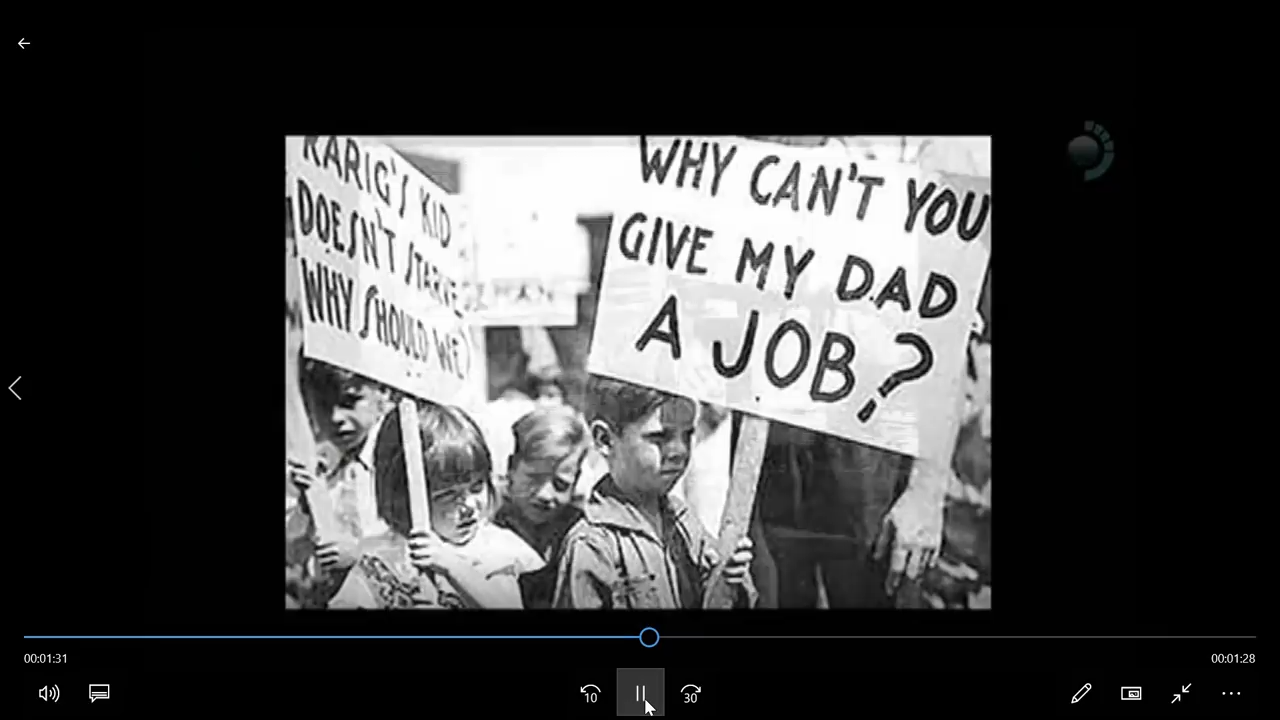 KARIG'S KID
DOESN'T STARVE
WHY SHOULD WE)
WHY CAN'T YOU
GIVE MY DAD
A JOB?
00:01:31
00:01:28
10
30